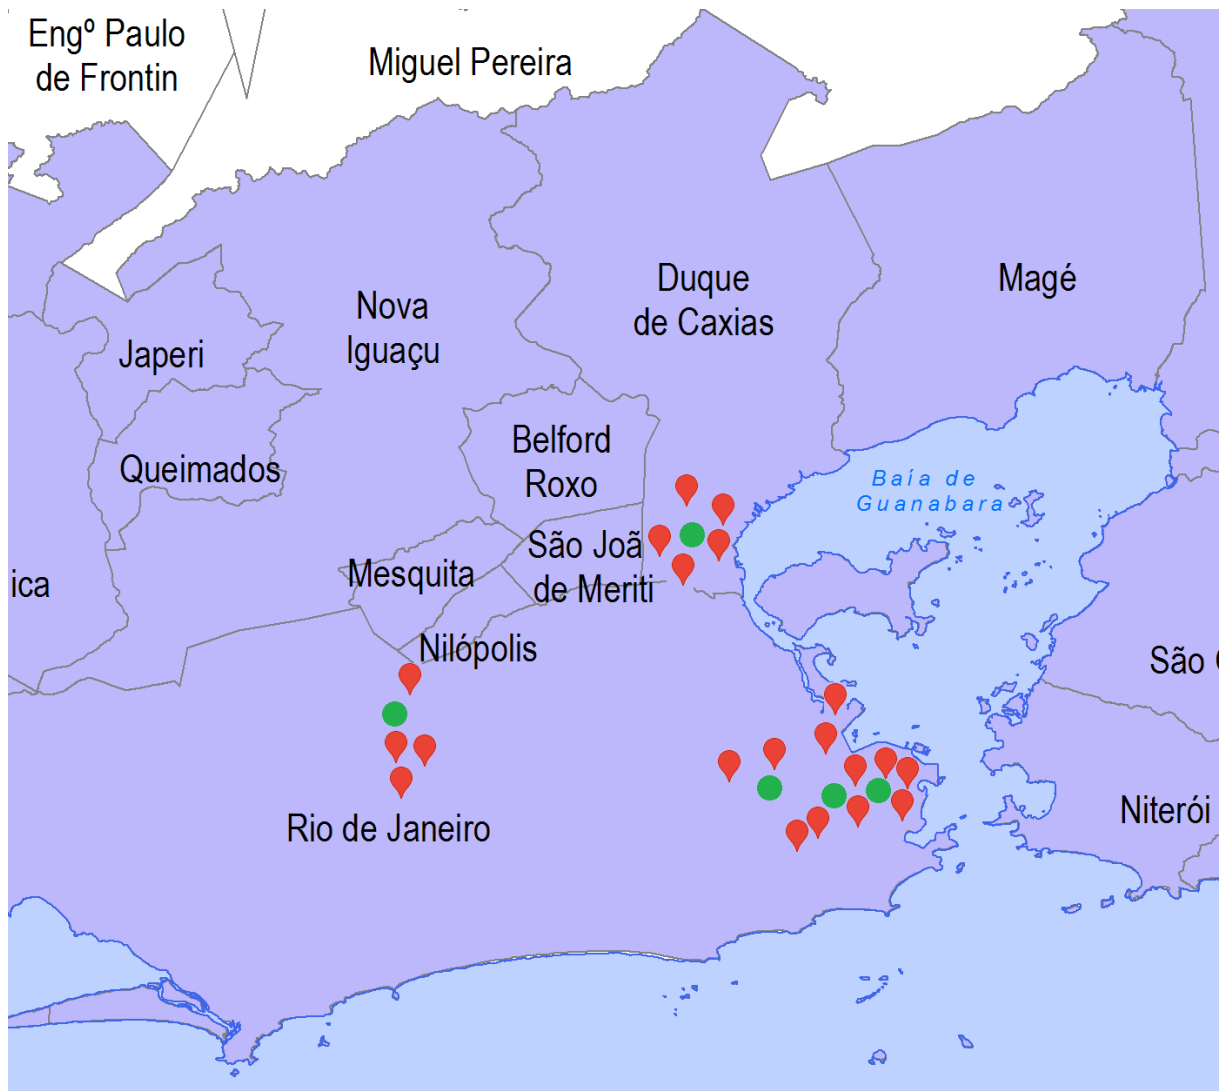 Engº Paulo
de Frontin
Miguel Pereira
Duque
de Caxias
Magé
Nova
Iguaçu
Japeri
Belford
Roxo
Queimados
Baía de
Guanabara
São Joã
de Meriti
Mesquita
ica
Nilópolis
São
Rio de Janeiro
Niterói